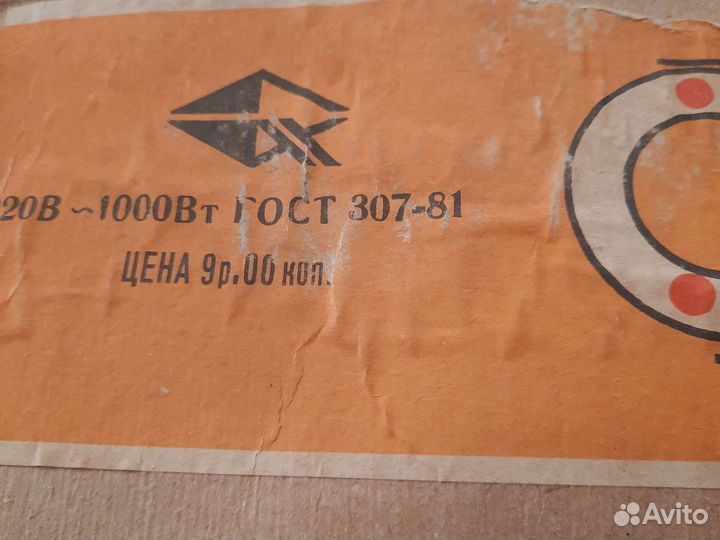 20В ~1000Вт ГОСТ 307-81
ЦЕНА 9р.00 коп.
Avito